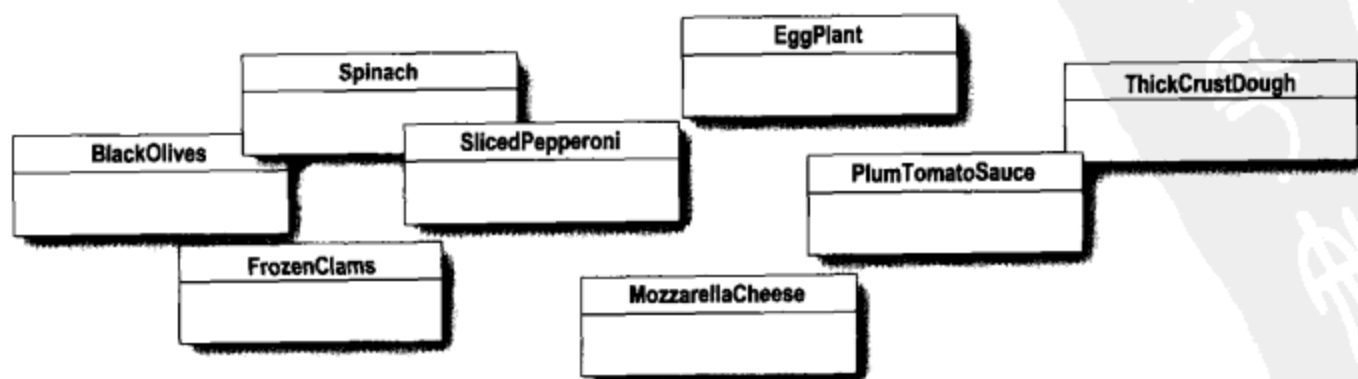 EggPlant
Spinach
ThickCrustDough
SlicedPepperoni
BlackOlives
PlumTomatoSauce
FrozenClams
MozzarellaCheese